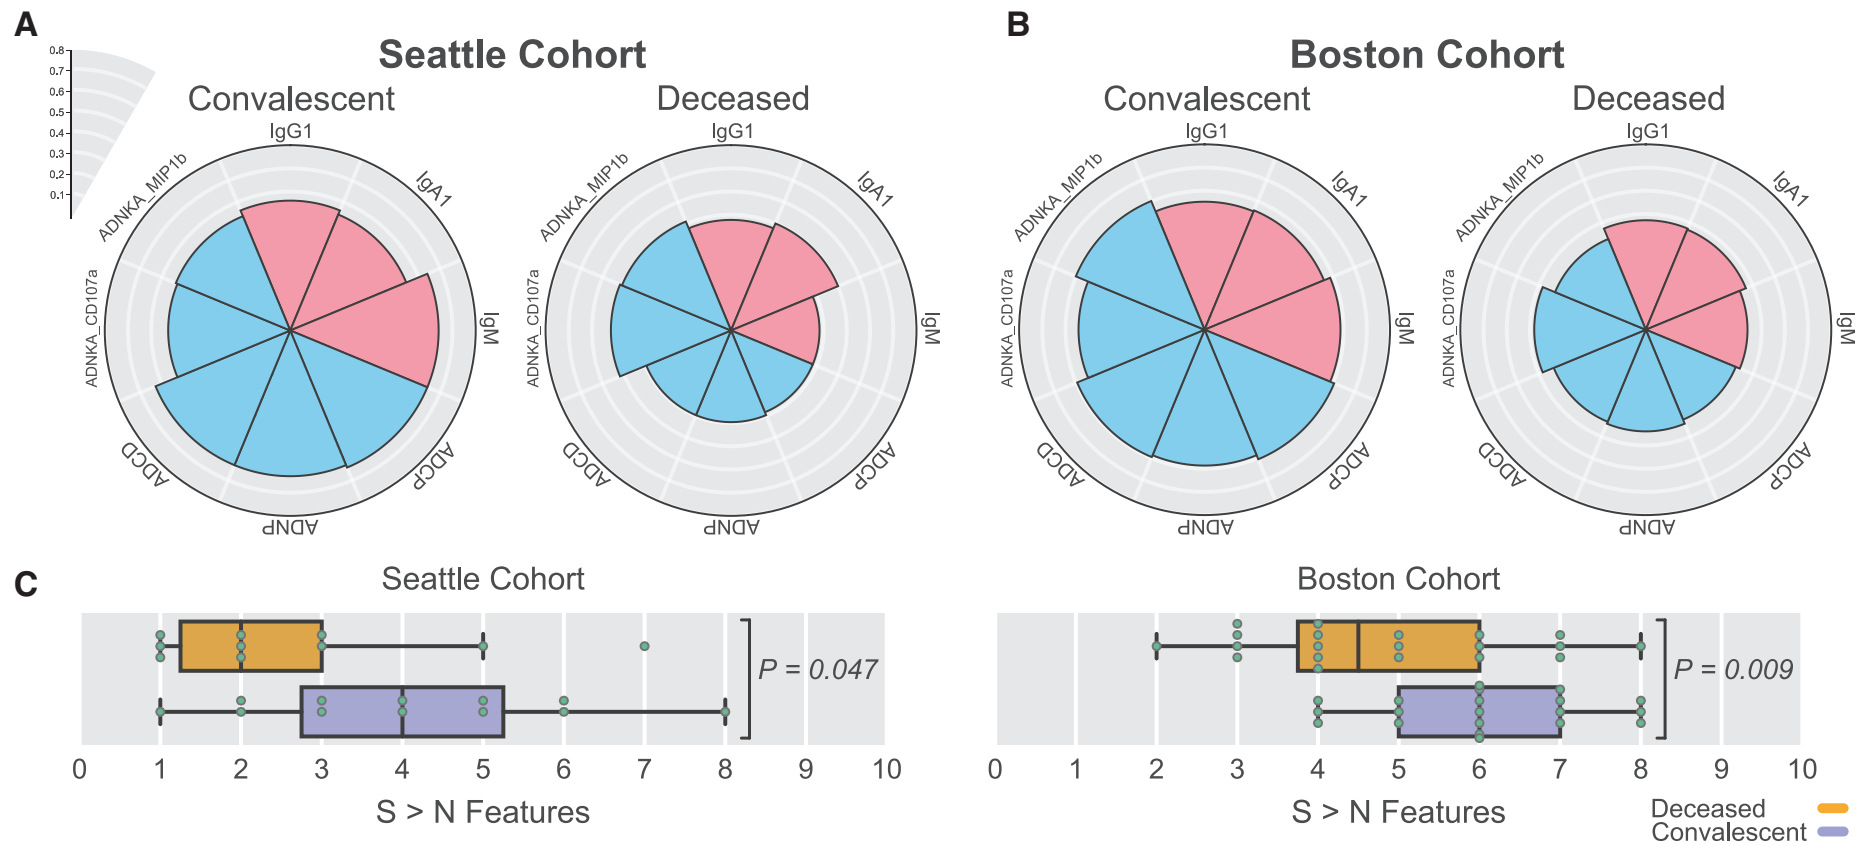 A
B
Seattle Cohort
Boston Cohort
0.8
0.7
0.6
0.5
0.4
0.3
0.2
0.1
Convalescent
IgG1
IgA1
IgM
ADCP
ADNP
ADCD
ADNKA_CD107a
ADNKA_MIP1b
Deceased
IgG1
IgA1
IgM
ADCP
ADNP
ADCD
ADNKA_CD107a
ADNKA_MIP1b
Convalescent
IgG1
IgA1
IgM
ADCP
ADNP
ADCD
ADNKA_CD107a
ADNKA_MIP1b
Deceased
IgG1
IgA1
IgM
ADCP
ADNP
ADCD
ADNKA_CD107a
ADNKA_MIP1b
C
Seattle Cohort
P = 0.047
0 1 2 3 4 5 6 7 8 9 10
S > N Features
Boston Cohort
P = 0.009
0 1 2 3 4 5 6 7 8 9 10
S > N Features
Deceased
Convalescent